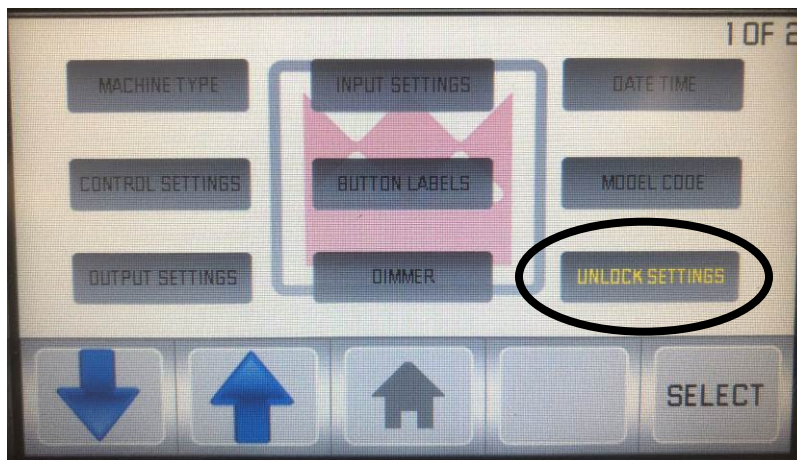 1 OF 2
MACHINE TYPE INPUT SETTINGS DATE TIME
CONTROL SETTINGS BUTTON LABELS MODEL CODE
OUTPUT SETTINGS DIMMER UNLOCK SETTINGS
SELECT